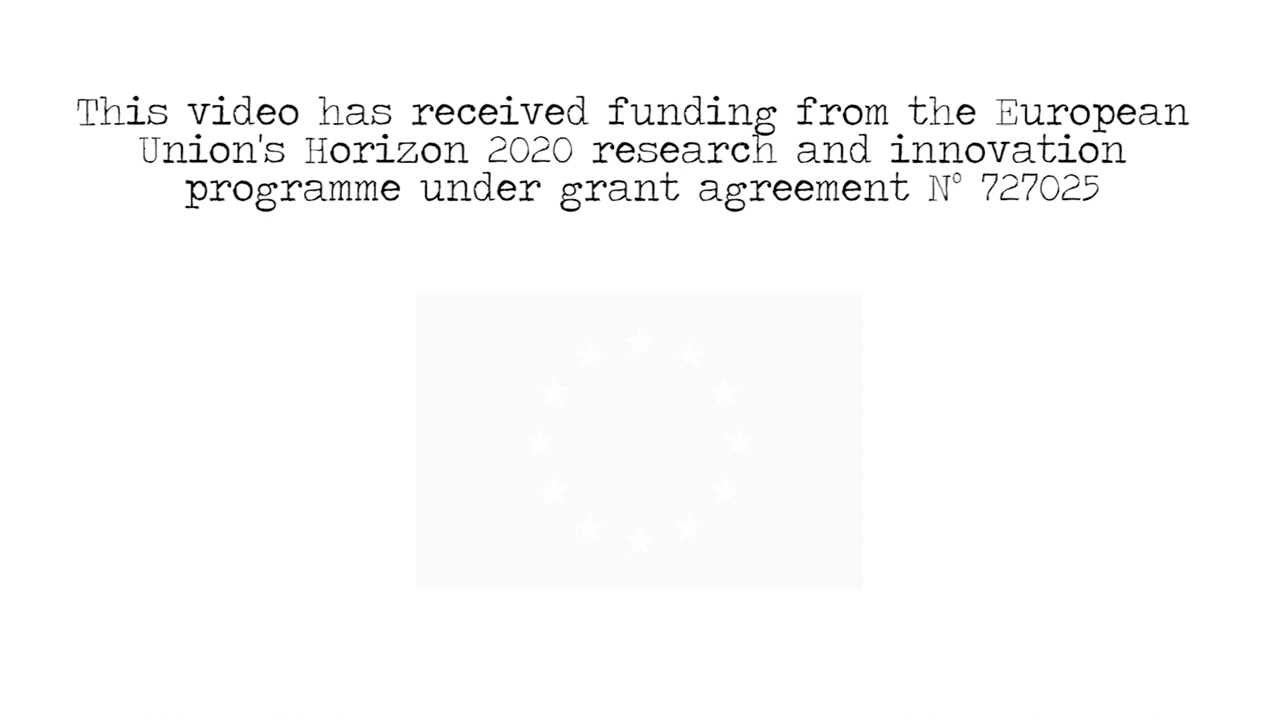 This video has received funding from the European
Union's Horizon 2020 research and innovation
programme under grant agreement N° 727025